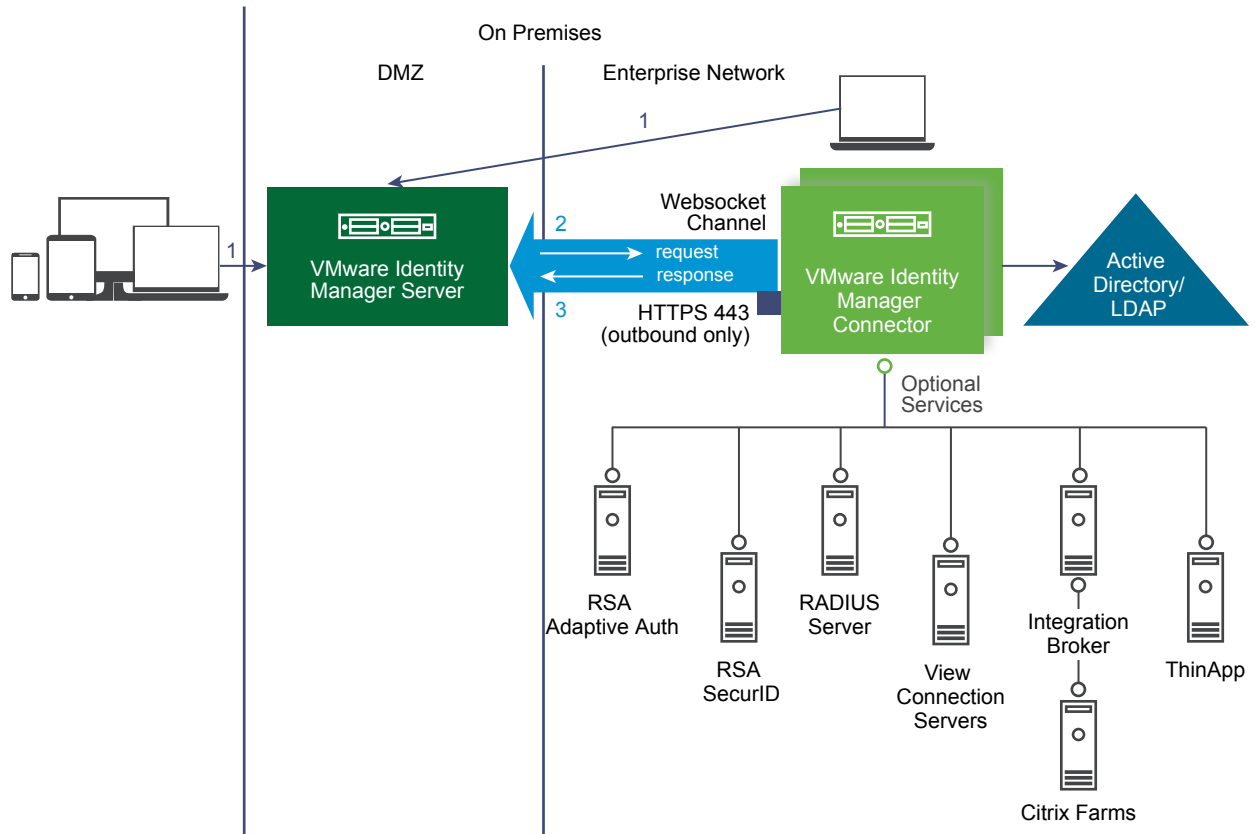 On Premises
DMZ
Enterprise Network
1
1
VMware Identity
Manager Server
Websocket
Channel
2
request
response
3
HTTPS 443
(outbound only)
VMware Identity
Manager
Connector
Active
Directory/
LDAP
Optional
Services
RSA
Adaptive Auth
RSA
SecurID
RADIUS
Server
View
Connection
Servers
Integration
Broker
Citrix Farms
ThinApp